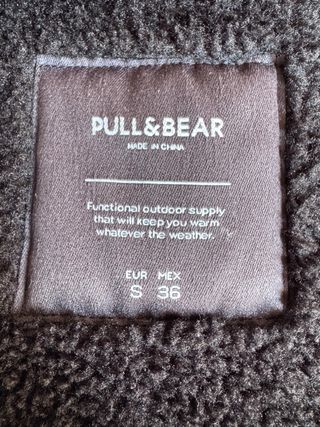 PULL&BEAR
MADE IN CHINA
Functional outdoor supply
that will keep you warm
whatever the weather.
EUR MEX
S 36